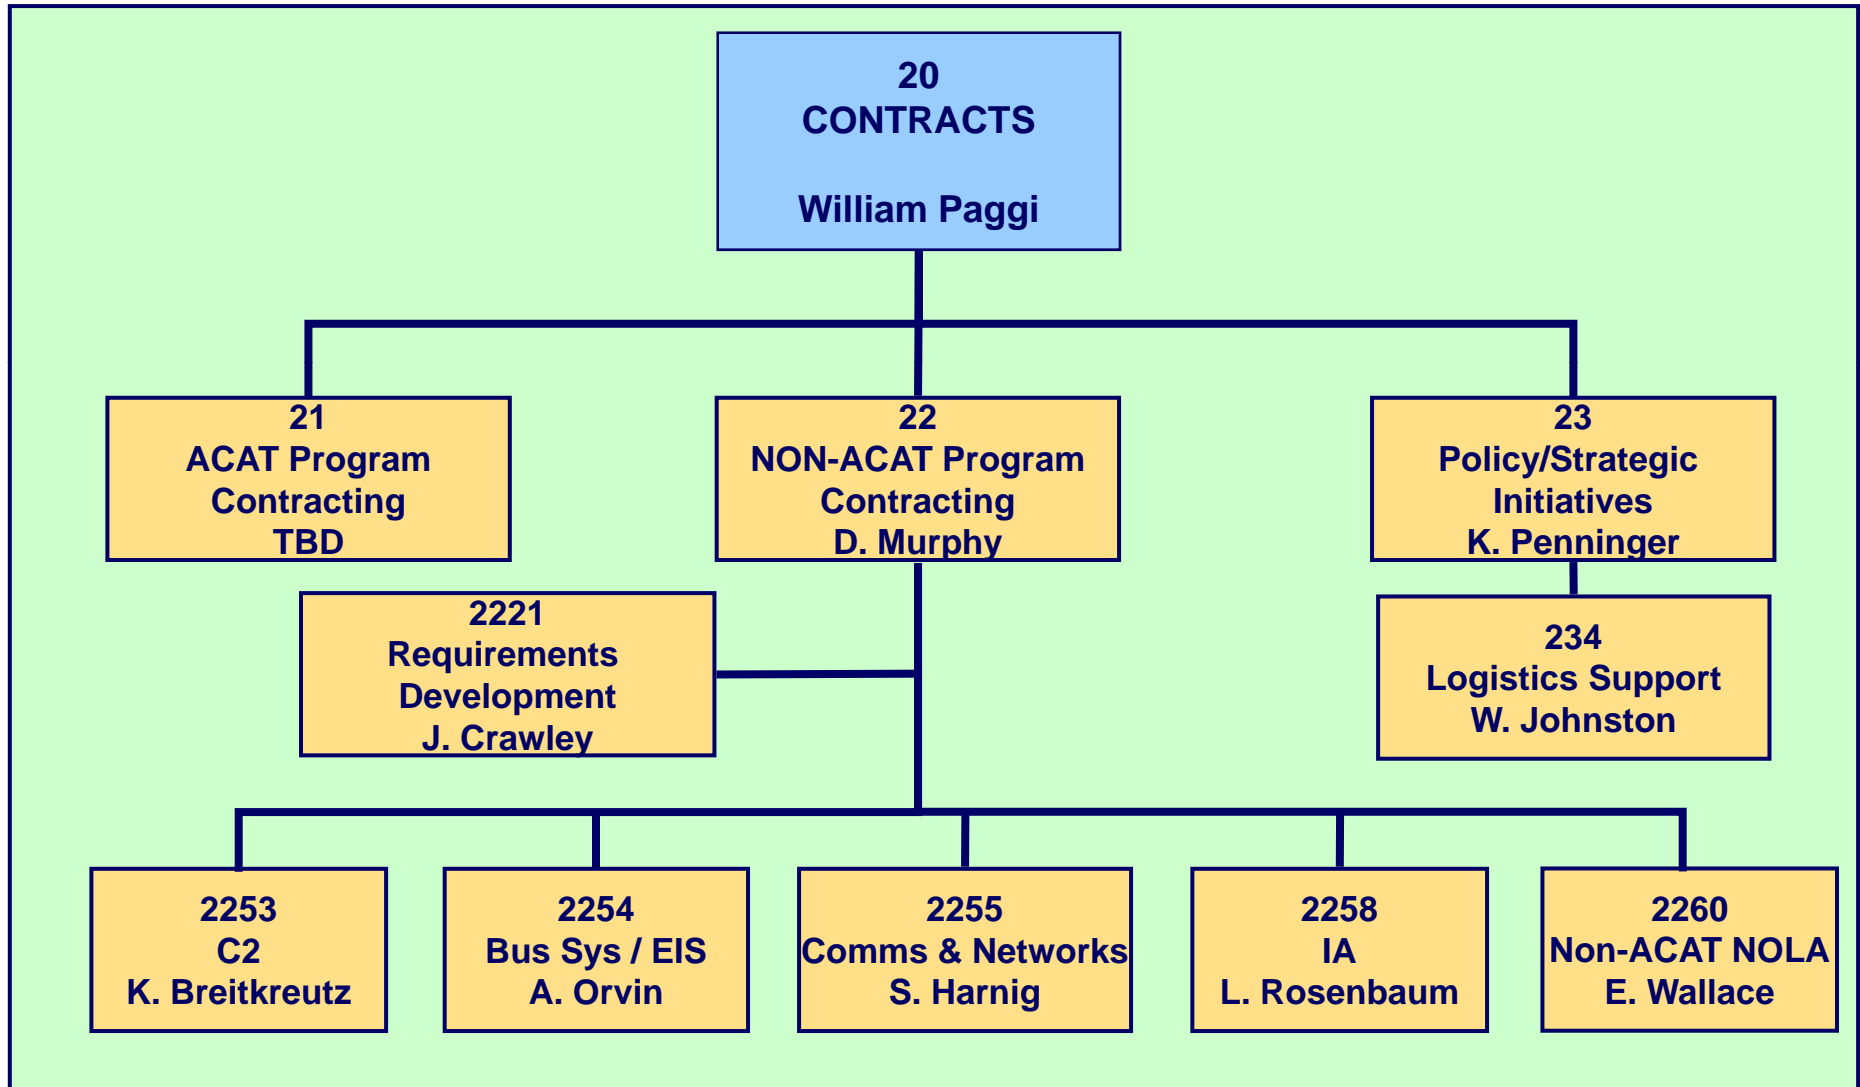 20
CONTRACTS
William Paggi
21
ACAT Program
Contracting
TBD
22
NON-ACAT Program
Contracting
D. Murphy
23
Policy/Strategic
Initiatives
K. Penninger
2221
Requirements
Development
J. Crawley
234
Logistics Support
W. Johnston
2253
C2
K. Breitkreutz
2254
Bus Sys / EIS
A. Orvin
2255
Comms & Networks
S. Harnig
2258
IA
L. Rosenbaum
2260
Non-ACAT NOLA
E. Wallace